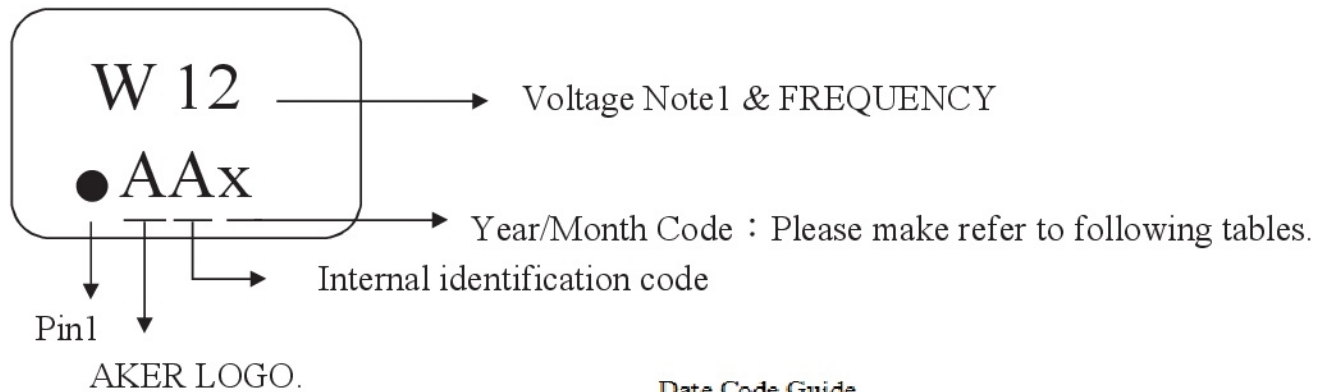 W 12
Voltage Note1 & FREQUENCY
AAx
Year/Month Code：Please make refer to following tables.
Internal identification code
Pin1
AKER LOGO.
Date Code Guide